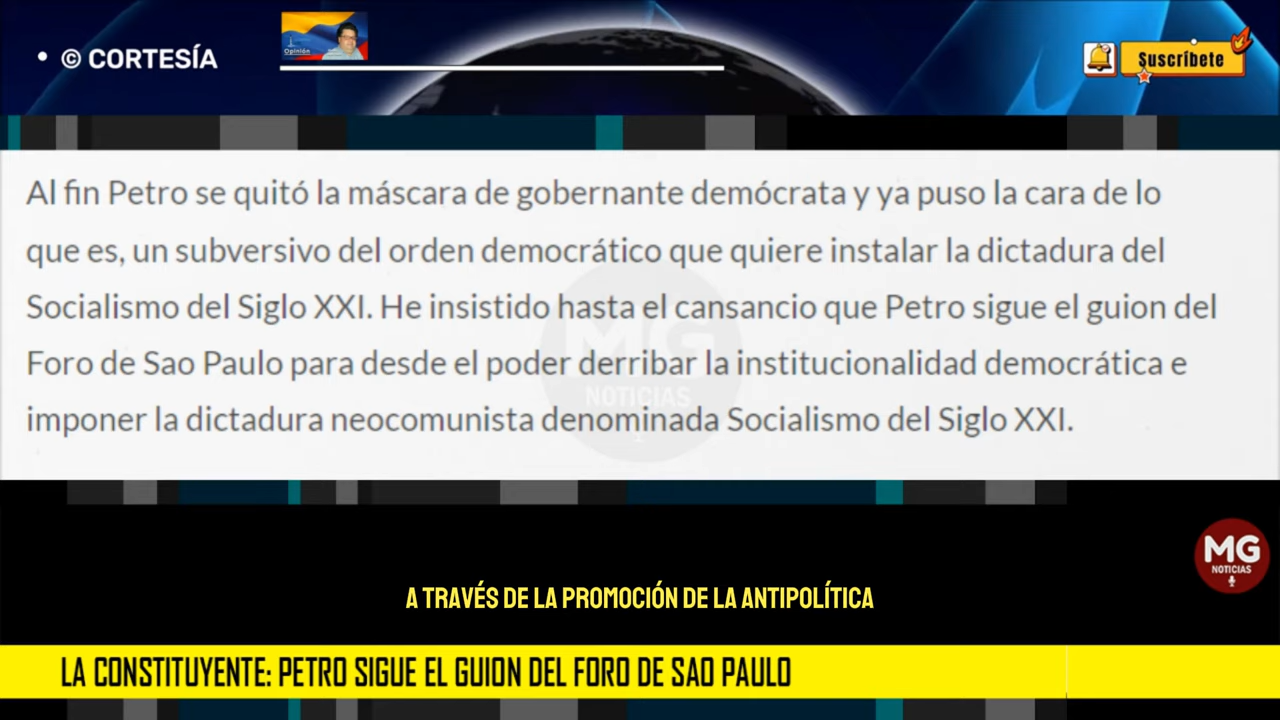 • © CORTESÍA
Opinión
Suscríbete
Al fin Petro se quitó la máscara de gobernante demócrata y ya puso la cara de lo
que es, un subversivo del orden democrático que quiere instalar la dictadura del
Socialismo del Siglo XXI. He insistido hasta el cansancio que Petro sigue el guion del
Foro de Sao Paulo para desde el poder derribar la institucionalidad democrática e
imponer la dictadura neocomunista denominada Socialismo del Siglo XXI.
MG
NOTICIAS
MG
NOTICIAS
A TRAVÉS DE LA PROMOCIÓN DE LA ANTIPOLÍTICA
LA CONSTITUYENTE: PETRO SIGUE EL GUION DEL FORO DE SAO PAULO